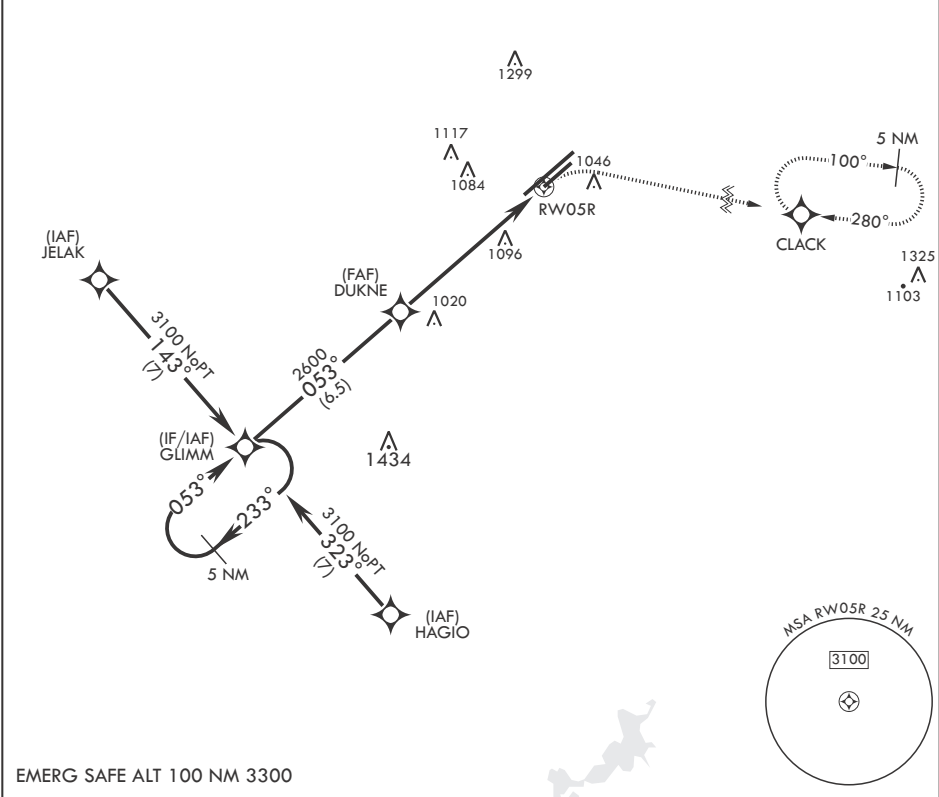 1299
1117
1084
1046
RW05R
1096
5 NM
100°
280°
CLACK
1325
1103
(IAF)
JELAK
(FAF)
DUKNE
1020
3100 NoPT
143°
(7)
2600
053°
(6.5)
(IF/IAF)
GLIMM
1434
053°
233°
5 NM
3100 NoPT
323°
(7)
(IAF)
HAGIO
MSA RW05R 25 NM
3100
EMERG SAFE ALT 100 NM 3300